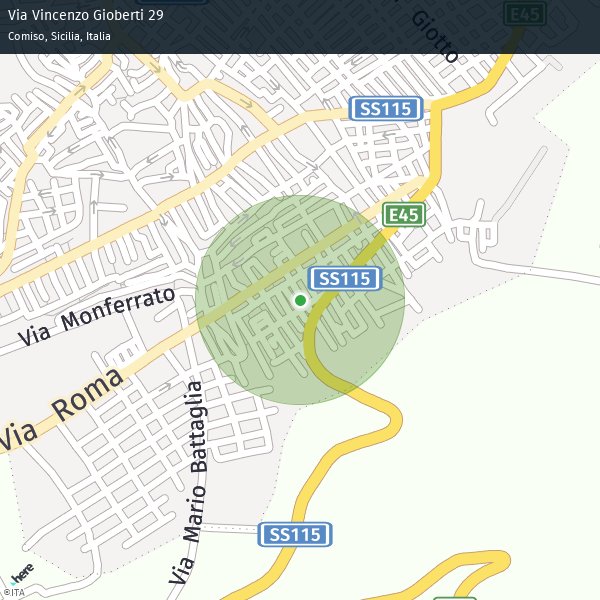 Via Vincenzo Gioberti 29
Comiso, Sicilia, Italia
E45
Giotto
SS115
E45
SS115
Via Monferrato
Via Roma
Via Mario Battaglia
SS115
here
©ITA